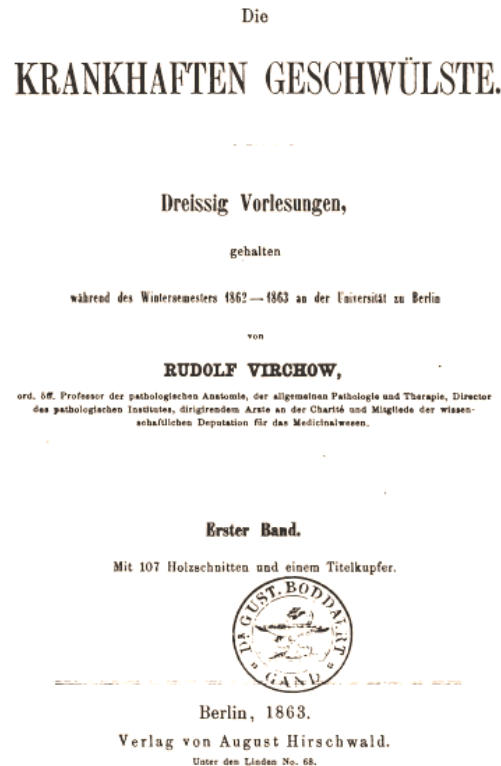 Die
KRANKHAFTEN GESCHWÜLSTE.
Dreissig Vorlesungen,
gehalten
während des Wintersemesters 1862—1863 an der Universität zu Berlin
von
RUDOLF VIRCHOW,
ord. öff. Professor der pathologischen Anatomie, der allgemeinen Pathologie und Therapie, Director
des pathologischen Institutes, dirigirendem Arzte an der Charité und Mitgliede der wissen-
schaftlichen Deputation für das Medicinalwesen.
Erster Band.
Mit 107 Holzschnitten und einem Titelkupfer.
DR GUST. BODDAERT
GAND
Berlin, 1863.
Verlag von August Hirschwald.
Unter den Linden No. 68.